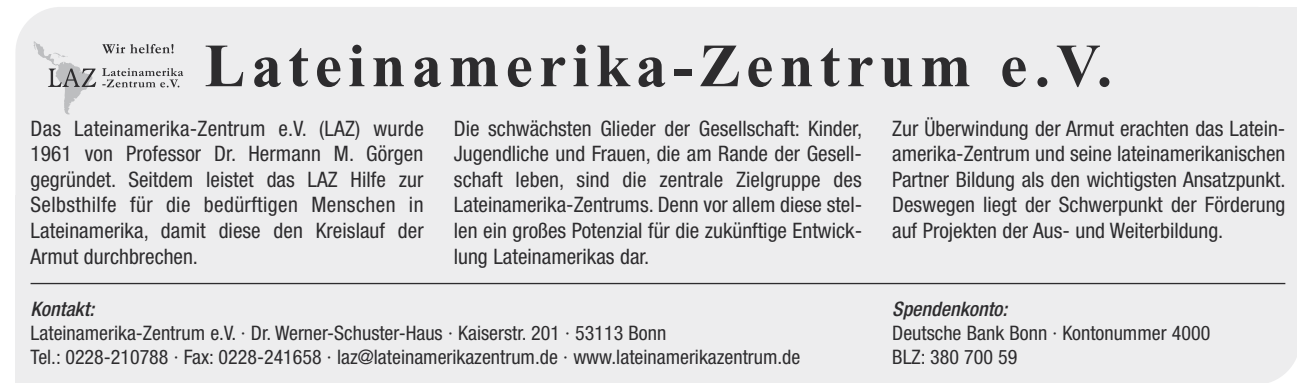 Wir helfen!
LAZ Lateinamerika
-Zentrum e.V.
Lateinamerika-Zentrum e.V.
Das Lateinamerika-Zentrum e.V. (LAZ) wurde
1961 von Professor Dr. Hermann M. Görgen
gegründet. Seitdem leistet das LAZ Hilfe zur
Selbsthilfe für die bedürftigen Menschen in
Lateinamerika, damit diese den Kreislauf der
Armut durchbrechen.
Die schwächsten Glieder der Gesellschaft: Kinder,
Jugendliche und Frauen, die am Rande der Gesell-
schaft leben, sind die zentrale Zielgruppe des
Lateinamerika-Zentrums. Denn vor allem diese stel-
len ein großes Potenzial für die zukünftige Entwick-
lung Lateinamerikas dar.
Zur Überwindung der Armut erachten das Latein-
amerika-Zentrum und seine lateinamerikanischen
Partner Bildung als den wichtigsten Ansatzpunkt.
Deswegen liegt der Schwerpunkt der Förderung
auf Projekten der Aus- und Weiterbildung.
Kontakt:
Lateinamerika-Zentrum e.V. · Dr. Werner-Schuster-Haus · Kaiserstr. 201 · 53113 Bonn
Tel.: 0228-210788 · Fax: 0228-241658 · laz@lateinamerikazentrum.de · www.lateinamerikazentrum.de
Spendenkonto:
Deutsche Bank Bonn · Kontonummer 4000
BLZ: 380 700 59